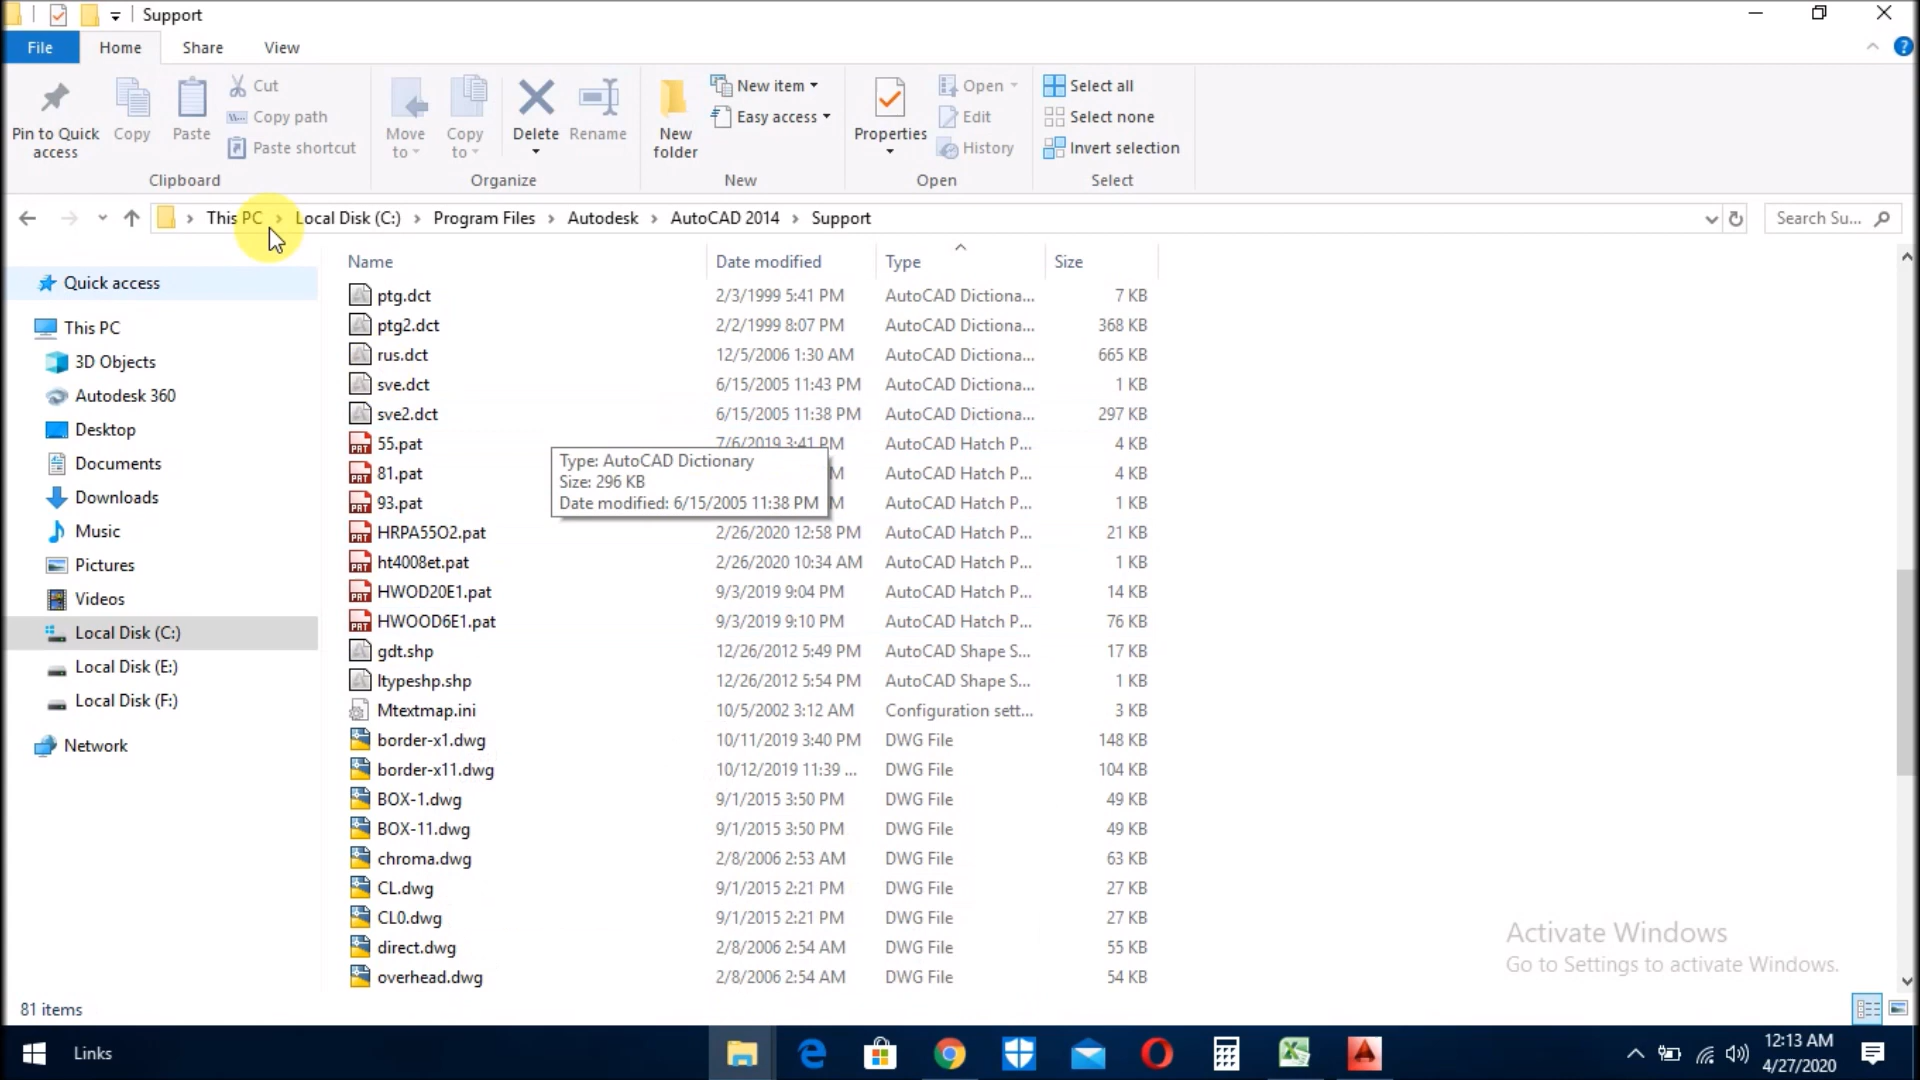 Support
File Home Share View
Pin to Quick access
Copy
Paste
Cut
Copy path
Paste shortcut
Clipboard
Move to
Copy to
Delete
Rename
Organize
New folder
New item
Easy access
New
Properties
Open
Edit
History
Open
Select all
Select none
Invert selection
Select
This PC Local Disk (C:) Program Files Autodesk AutoCAD 2014 Support
Search Su...
Quick access
This PC
3D Objects
Autodesk 360
Desktop
Documents
Downloads
Music
Pictures
Videos
Local Disk (C:)
Local Disk (E:)
Local Disk (F:)
Network
Name Date modified Type Size
ptg.dct 2/3/1999 5:41 PM AutoCAD Dictiona... 7 KB
ptg2.dct 2/2/1999 8:07 PM AutoCAD Dictiona... 368 KB
rus.dct 12/5/2006 1:30 AM AutoCAD Dictiona... 665 KB
sve.dct 6/15/2005 11:43 PM AutoCAD Dictiona... 1 KB
sve2.dct 6/15/2005 11:38 PM AutoCAD Dictiona... 297 KB
55.pat 7/6/2019 3:41 PM AutoCAD Hatch P... 4 KB
81.pat M AutoCAD Hatch P... 4 KB
93.pat M AutoCAD Hatch P... 1 KB
Type: AutoCAD Dictionary
Size: 296 KB
Date modified: 6/15/2005 11:38 PM
HRPA55O2.pat 2/26/2020 12:58 PM AutoCAD Hatch P... 21 KB
ht4008et.pat 2/26/2020 10:34 AM AutoCAD Hatch P... 1 KB
HWOD20E1.pat 9/3/2019 9:04 PM AutoCAD Hatch P... 14 KB
HWOOD6E1.pat 9/3/2019 9:10 PM AutoCAD Hatch P... 76 KB
gdt.shp 12/26/2012 5:49 PM AutoCAD Shape S... 17 KB
ltypeshp.shp 12/26/2012 5:54 PM AutoCAD Shape S... 1 KB
Mtextmap.ini 10/5/2002 3:12 AM Configuration sett... 3 KB
border-x1.dwg 10/11/2019 3:40 PM DWG File 148 KB
border-x11.dwg 10/12/2019 11:39 ... DWG File 104 KB
BOX-1.dwg 9/1/2015 3:50 PM DWG File 49 KB
BOX-11.dwg 9/1/2015 3:50 PM DWG File 49 KB
chroma.dwg 2/8/2006 2:53 AM DWG File 63 KB
CL.dwg 9/1/2015 2:21 PM DWG File 27 KB
CL0.dwg 9/1/2015 2:21 PM DWG File 27 KB
direct.dwg 2/8/2006 2:54 AM DWG File 55 KB
overhead.dwg 2/8/2006 2:54 AM DWG File 54 KB
Activate Windows
Go to Settings to activate Windows.
81 items
Links
12:13 AM
4/27/2020